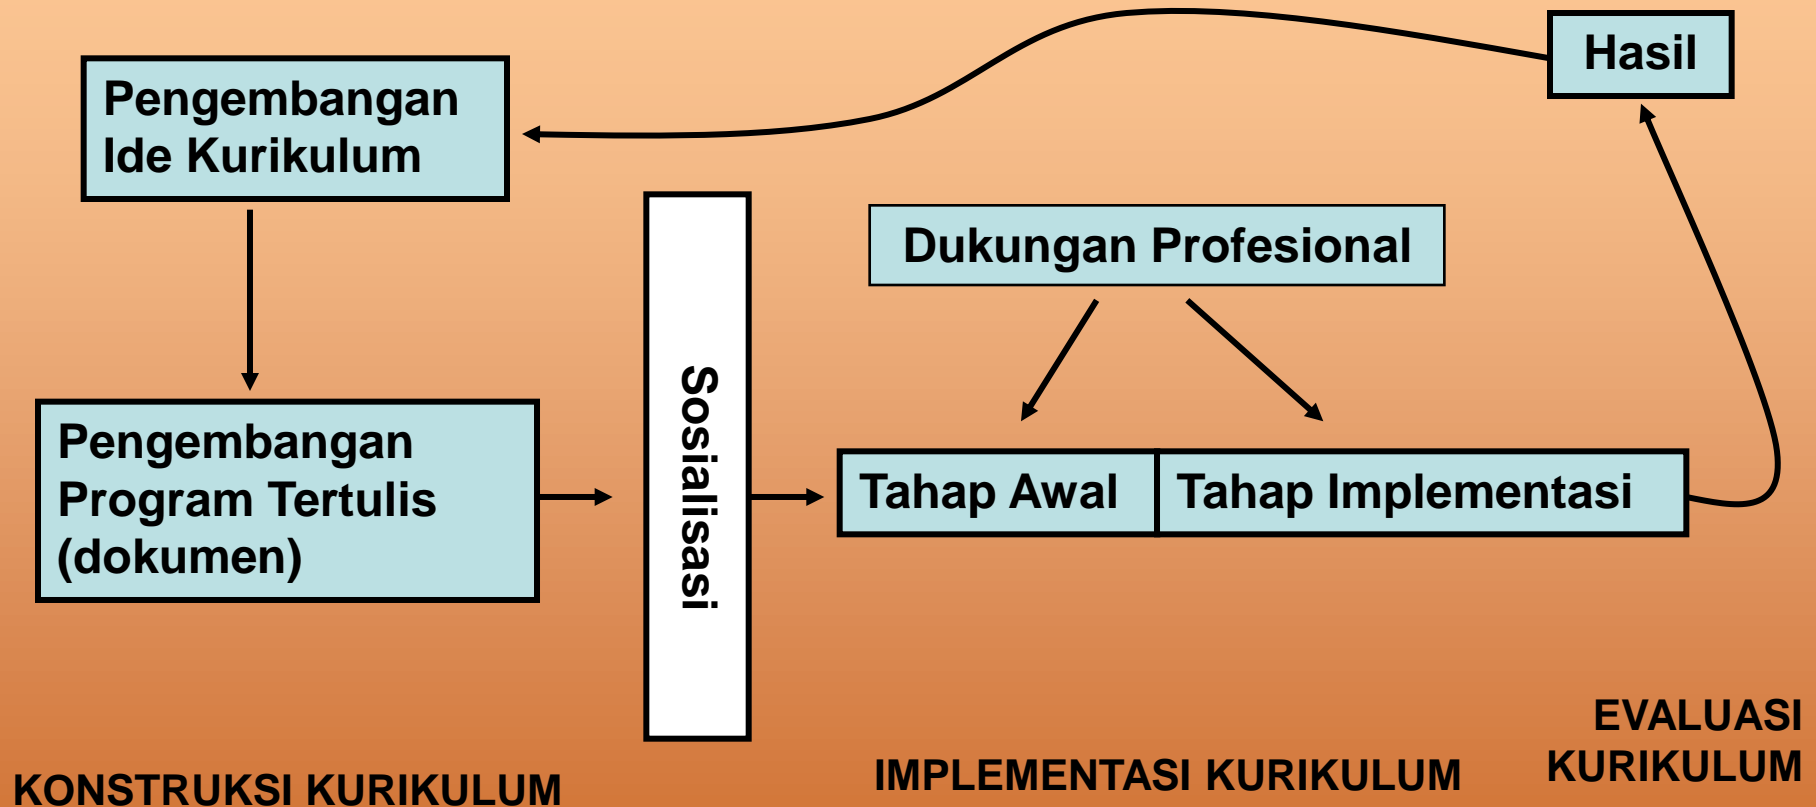 Hasil
Pengembangan
Ide Kurikulum
Dukungan Profesional
Sosialisasi
Pengembangan
Program Tertulis
(dokumen)
Tahap Awal
Tahap Implementasi
KONSTRUKSI KURIKULUM
IMPLEMENTASI KURIKULUM
EVALUASI
KURIKULUM